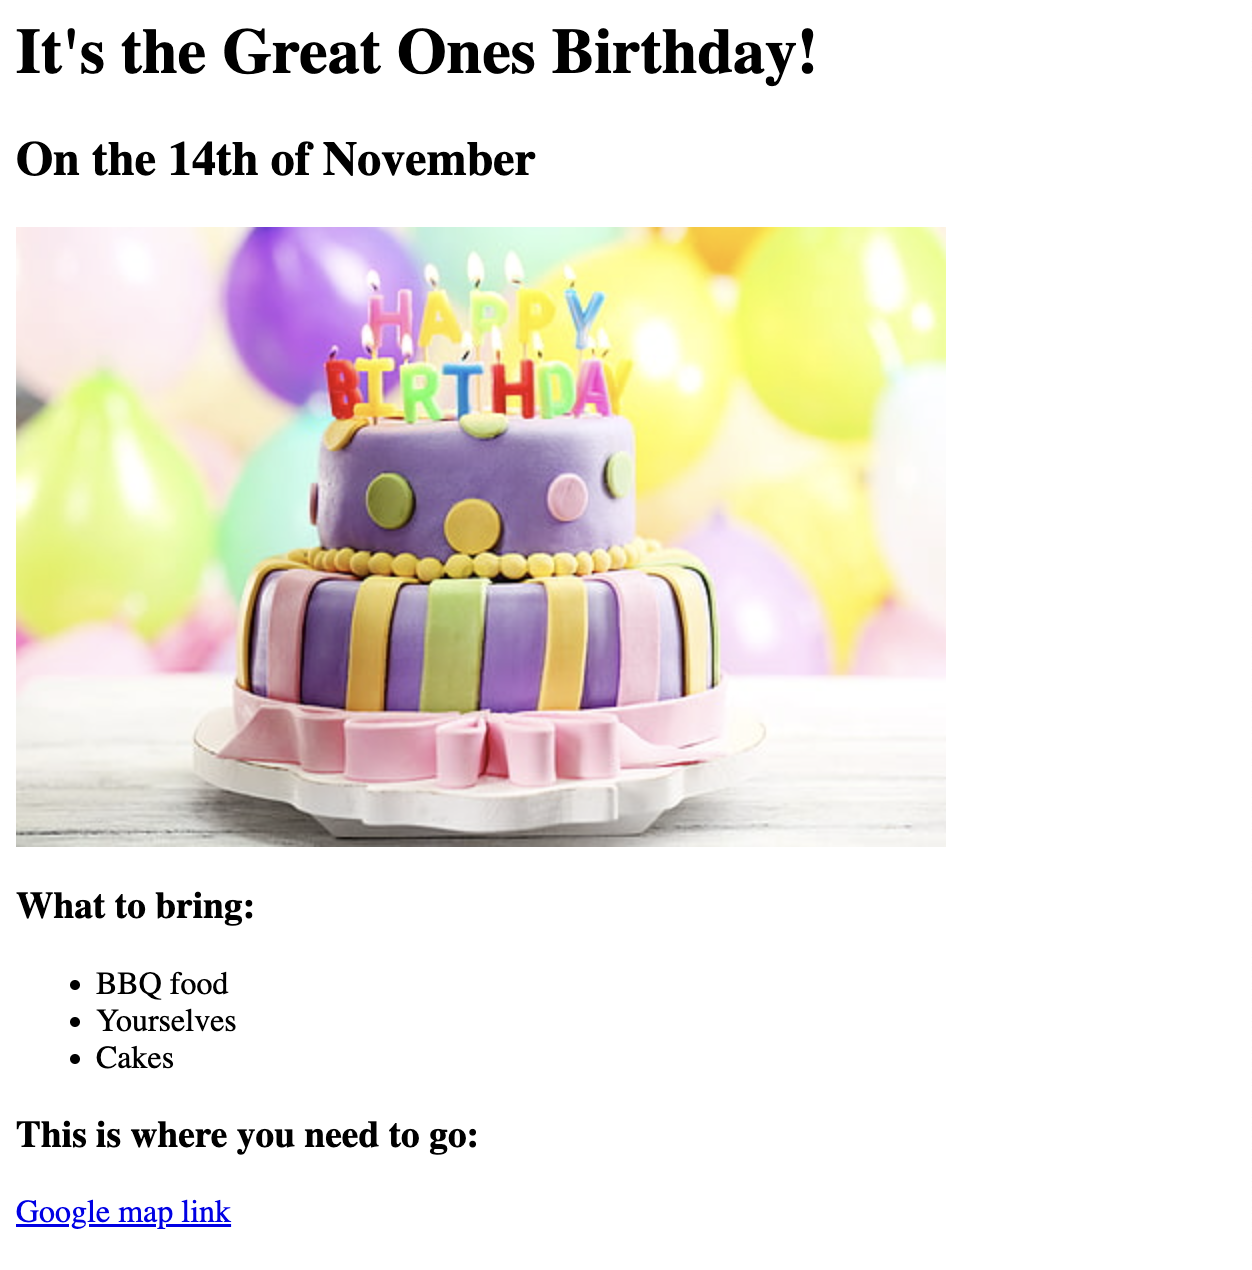 It's the Great Ones Birthday!
On the 14th of November
HAPPY
BIRTHDAY
What to bring:
BBQ food
Yourselves
Cakes
This is where you need to go:
Google map link